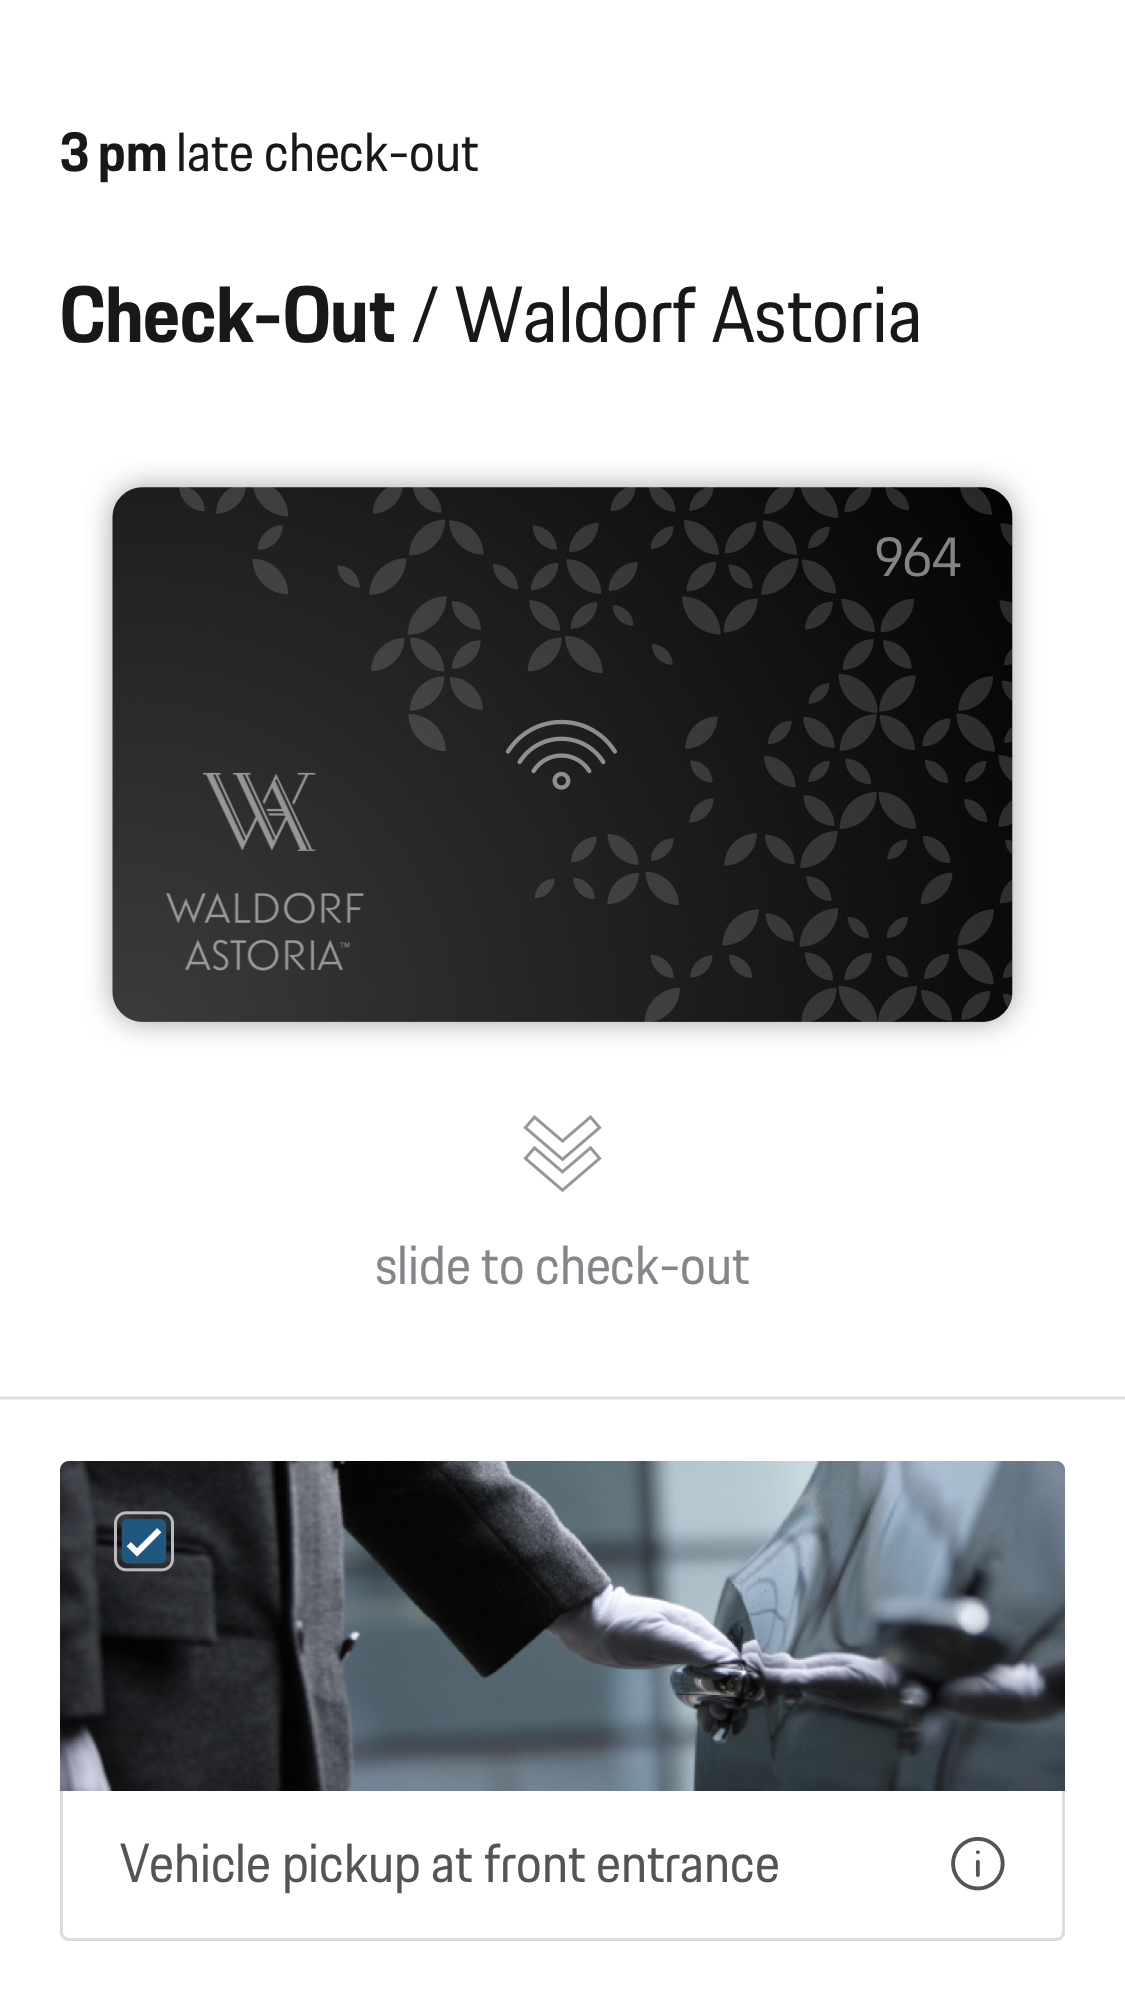 3 pm late check-out
Check-Out / Waldorf Astoria
964
WALDORF
ASTORIA™
slide to check-out
Vehicle pickup at front entrance